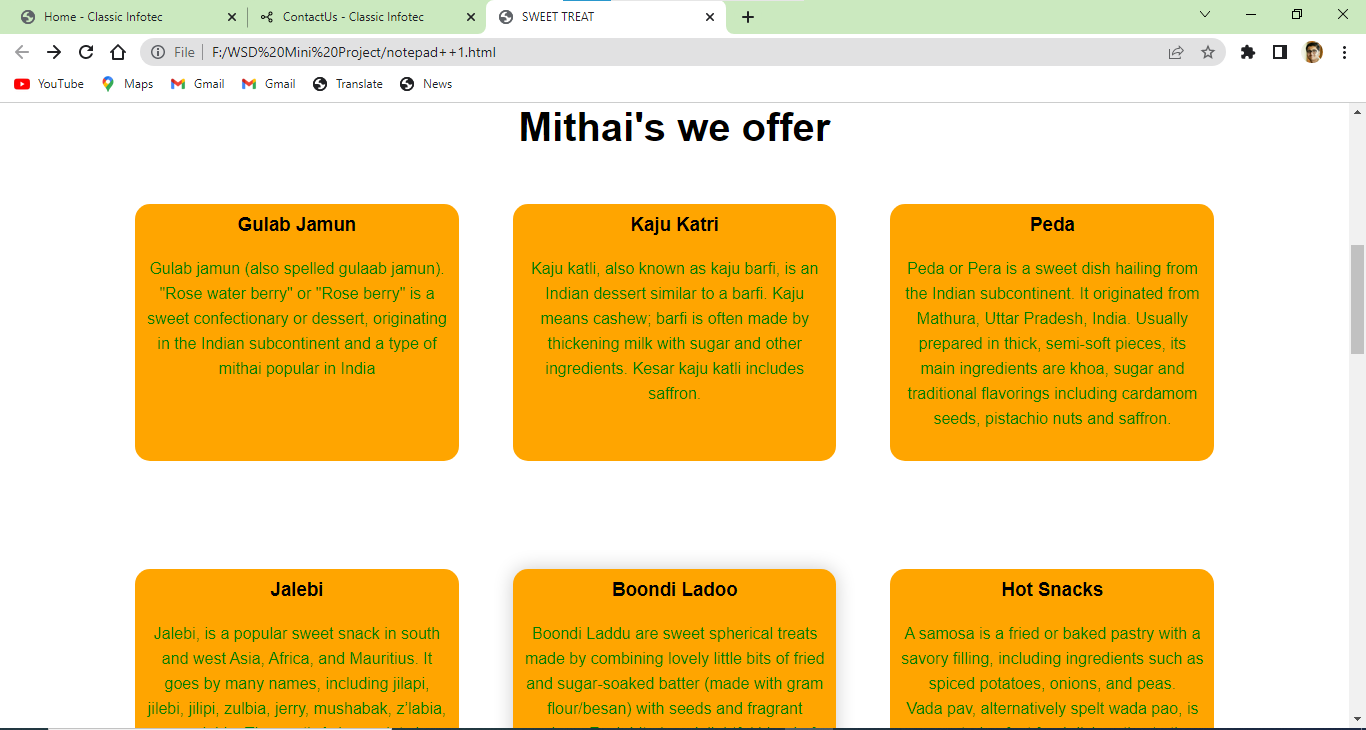 Home - Classic Infotec
ContactUs - Classic Infotec
SWEET TREAT
File
F:/WSD%20Mini%20Project/notepad++1.html
YouTube
Maps
Gmail
Gmail
Translate
News
Mithai's we offer
Gulab Jamun
Gulab jamun (also spelled gulaab jamun).
"Rose water berry" or "Rose berry" is a
sweet confectionary or dessert, originating
in the Indian subcontinent and a type of
mithai popular in India
Kaju Katri
Kaju katli, also known as kaju barfi, is an
Indian dessert similar to a barfi. Kaju
means cashew; barfi is often made by
thickening milk with sugar and other
ingredients. Kesar kaju katli includes
saffron.
Peda
Peda or Pera is a sweet dish hailing from
the Indian subcontinent. It originated from
Mathura, Uttar Pradesh, India. Usually
prepared in thick, semi-soft pieces, its
main ingredients are khoa, sugar and
traditional flavorings including cardamom
seeds, pistachio nuts and saffron.
Jalebi
Jalebi, is a popular sweet snack in south
and west Asia, Africa, and Mauritius. It
goes by many names, including jilapi,
jilebi, jilipi, zulbia, jerry, mushabak, z'labia,
Boondi Ladoo
Boondi Laddu are sweet spherical treats
made by combining lovely little bits of fried
and sugar-soaked batter (made with gram
flour/besan) with seeds and fragrant
Hot Snacks
A samosa is a fried or baked pastry with a
savory filling, including ingredients such as
spiced potatoes, onions, and peas.
Vada pav, alternatively spelt wada pao, is